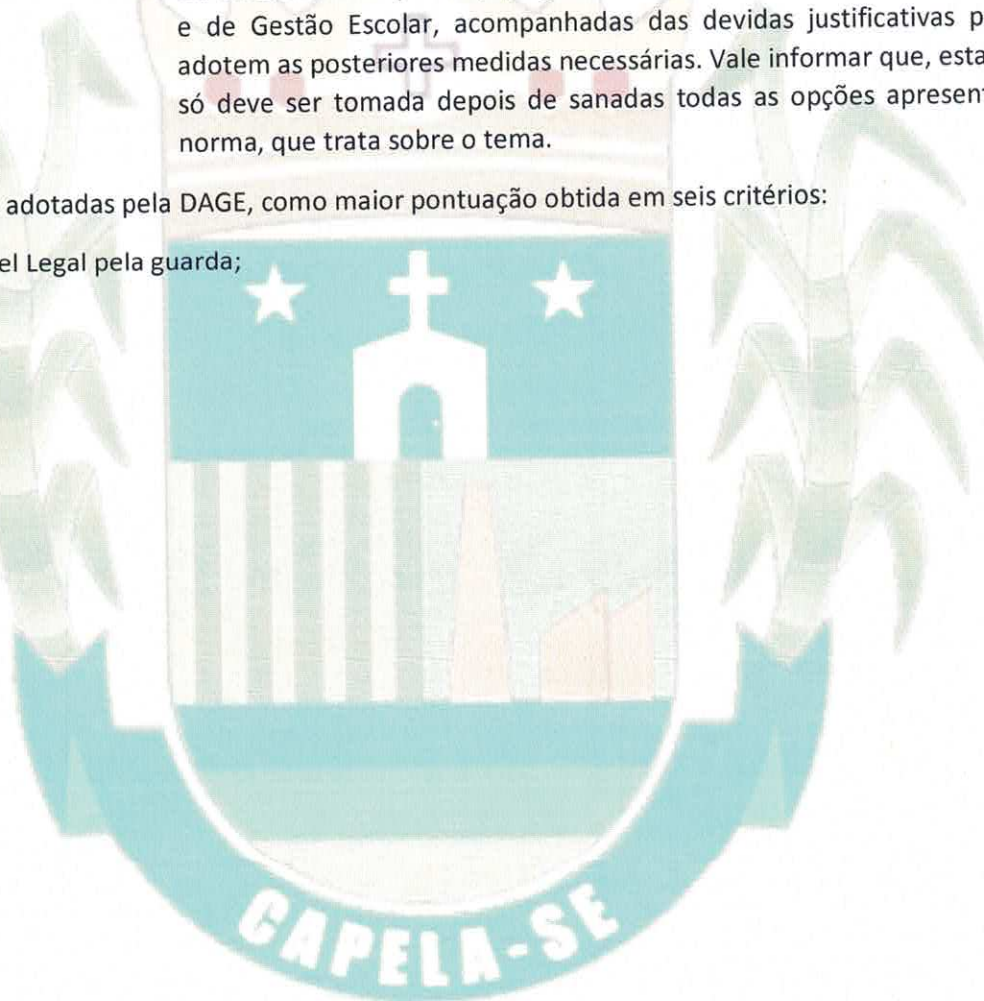 e de Gestão Escolar, acompanhadas das devidas justificativas p
adotem as posteriores medidas necessárias. Vale informar que, esta
só deve ser tomada depois de sanadas todas as opções apresent
norma, que trata sobre o tema.
adotadas pela DAGE, como maior pontuação obtida em seis critérios:
el Legal pela guarda;
CAPELA-SE